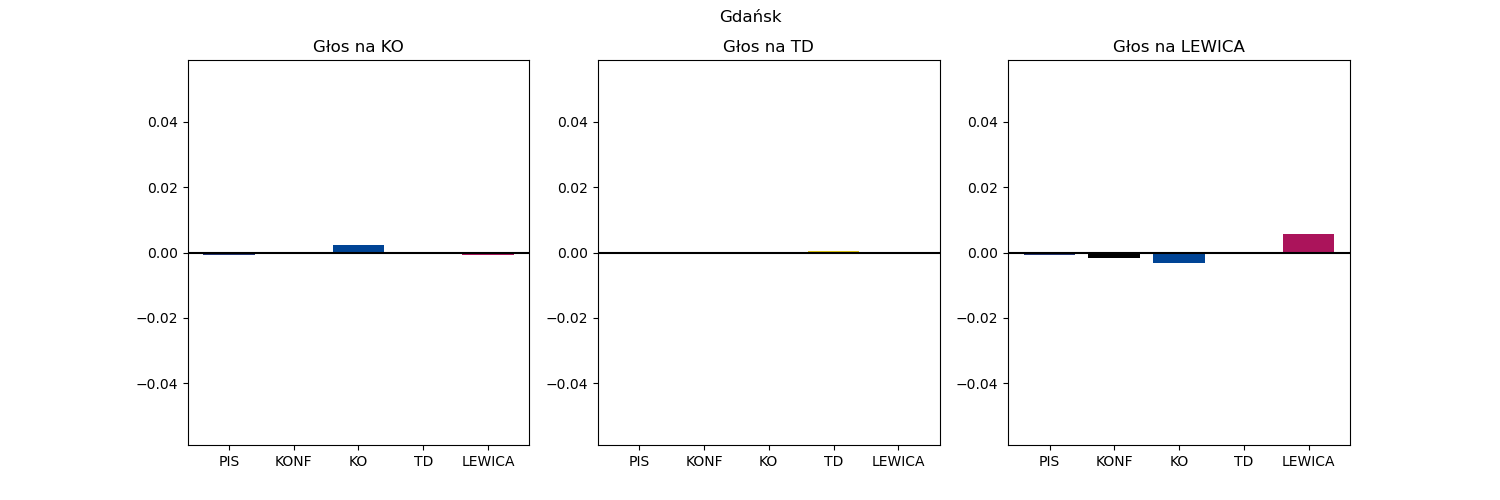 Gdańsk
Głos na KO
Głos na TD
Głos na LEWICA
0.04
0.02
0.00
−0.02
−0.04
PIS KONF KO TD LEWICA
0.04
0.02
0.00
−0.02
−0.04
PIS KONF KO TD LEWICA
0.04
0.02
0.00
−0.02
−0.04
PIS KONF KO TD LEWICA